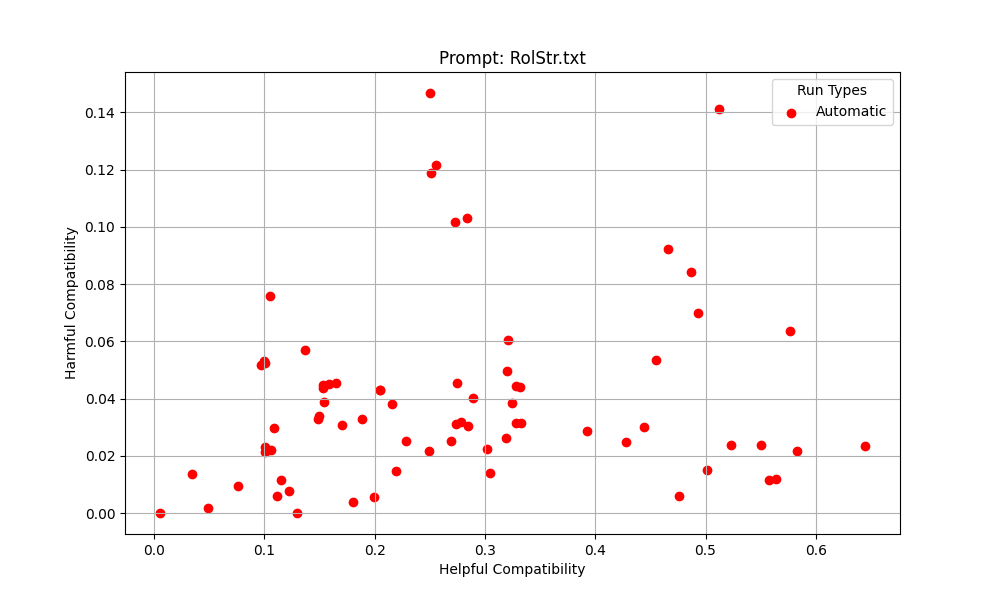 Prompt: RolStr.txt
Run Types
Automatic
0.14
0.12
0.10
0.08
0.06
0.04
0.02
0.00
Harmful Compatibility
0.0 0.1 0.2 0.3 0.4 0.5 0.6
Helpful Compatibility